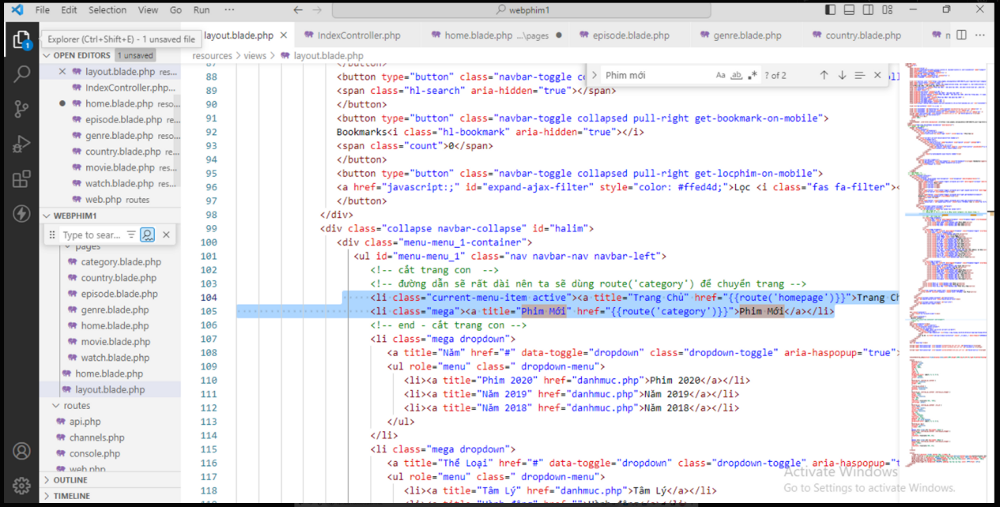 File Edit Selection View Go Run ··· webphim1
Explorer (Ctrl+Shift+E) - 1 unsaved file
layout.blade.php IndexController.php home.blade.php ...\pages episode.blade.php genre.blade.php country.blade.php
1
OPEN EDITORS 1 unsaved
layout.blade.php res...
IndexController.php...
home.blade.php reso...
episode.blade.php re...
genre.blade.php reso...
country.blade.php re...
movie.blade.php res...
watch.blade.php res...
web.php routes
WEBPHIM1
Type to sear...
pages
category.blade.php
country.blade.php
episode.blade.php
genre.blade.php
home.blade.php
movie.blade.php
watch.blade.php
home.blade.php
layout.blade.php
routes
api.php
channels.php
console.php
web.php
OUTLINE
TIMELINE
resources > views > layout.blade.php
Phim mới Aa ab .* ? of 2
87 </button>
88 <button type="button" class="navbar-toggle co
89 <span class="hl-search" aria-hidden="true"></span>
90 </button>
91 <button type="button" class="navbar-toggle collapsed pull-right get-bookmark-on-mobile">
92 Bookmarks<i class="hl-bookmark" aria-hidden="true"></i>
93 <span class="count">0</span>
94 </button>
95 <button type="button" class="navbar-toggle collapsed pull-right get-locphim-on-mobile">
96 <a href="javascript:;" id="expand-ajax-filter" style="color: #ffed4d;">Lọc <i class="fas fa-filter"><
97 </button>
98 </div>
99 <div class="collapse navbar-collapse" id="halim">
100 <div class="menu-menu_1-container">
101 <ul id="menu-menu_1" class="nav navbar-nav navbar-left">
102 <!-- cắt trang con -->
103 <!-- đường dẫn sẽ rất dài nên ta sẽ dùng route('category') để chuyển trang -->
104 <li class="current-menu-item active"><a title="Trang Chủ" href="{{route('homepage')}}">Trang Ch
105 <li class="mega"><a title="Phim Mới" href="{{route('category')}}">Phim Mới</a></li>
106 <!-- end - cắt trang con -->
107 <li class="mega dropdown">
108 <a title="Năm" href="#" data-toggle="dropdown" class="dropdown-toggle" aria-haspopup="true">
109 <ul role="menu" class=" dropdown-menu">
110 <li><a title="Phim 2020" href="danhmuc.php">Phim 2020</a></li>
111 <li><a title="Năm 2019" href="danhmuc.php">Năm 2019</a></li>
112 <li><a title="Năm 2018" href="danhmuc.php">Năm 2018</a></li>
113 </ul>
114 </li>
115 <li class="mega dropdown">
116 <a title="Thể Loại" href="#" data-toggle="dropdown" class="dropdown-toggle" aria-haspopup="t
117 <ul role="menu" class=" dropdown-menu">
118 <li><a title="Tâm Lý" href="danhmuc.php">Tâm Lý</a></li>
Activate Windows
Go to Settings to activate Windows.